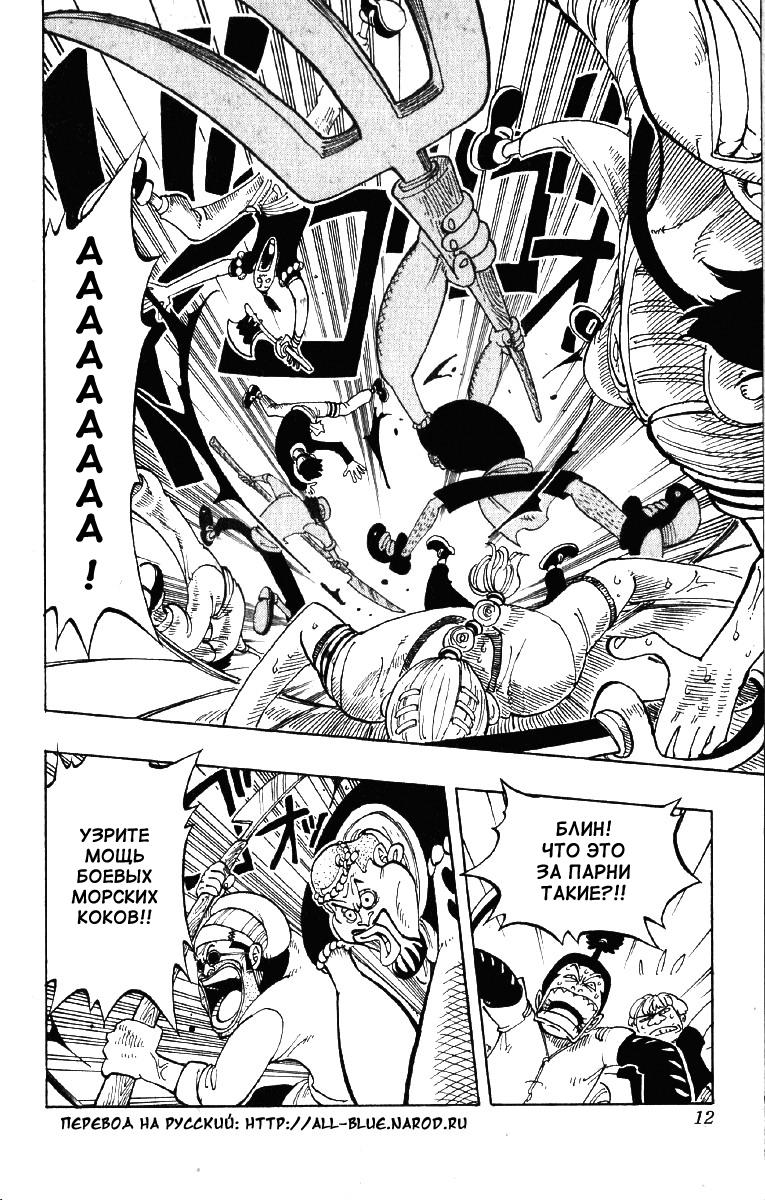 А
А
А
А
А
А
А
А
А
!
БЛИН!
ЧТО ЭТО
ЗА ПАРНИ
ТАКИЕ?!!
УЗРИТЕ
МОЩЬ
БОЕВЫХ
МОРСКИХ
КОКОВ!!
ПЕРЕВОД НА РУССКИЙ: HTTP://ALL-BLUE.NAROD.RU
12